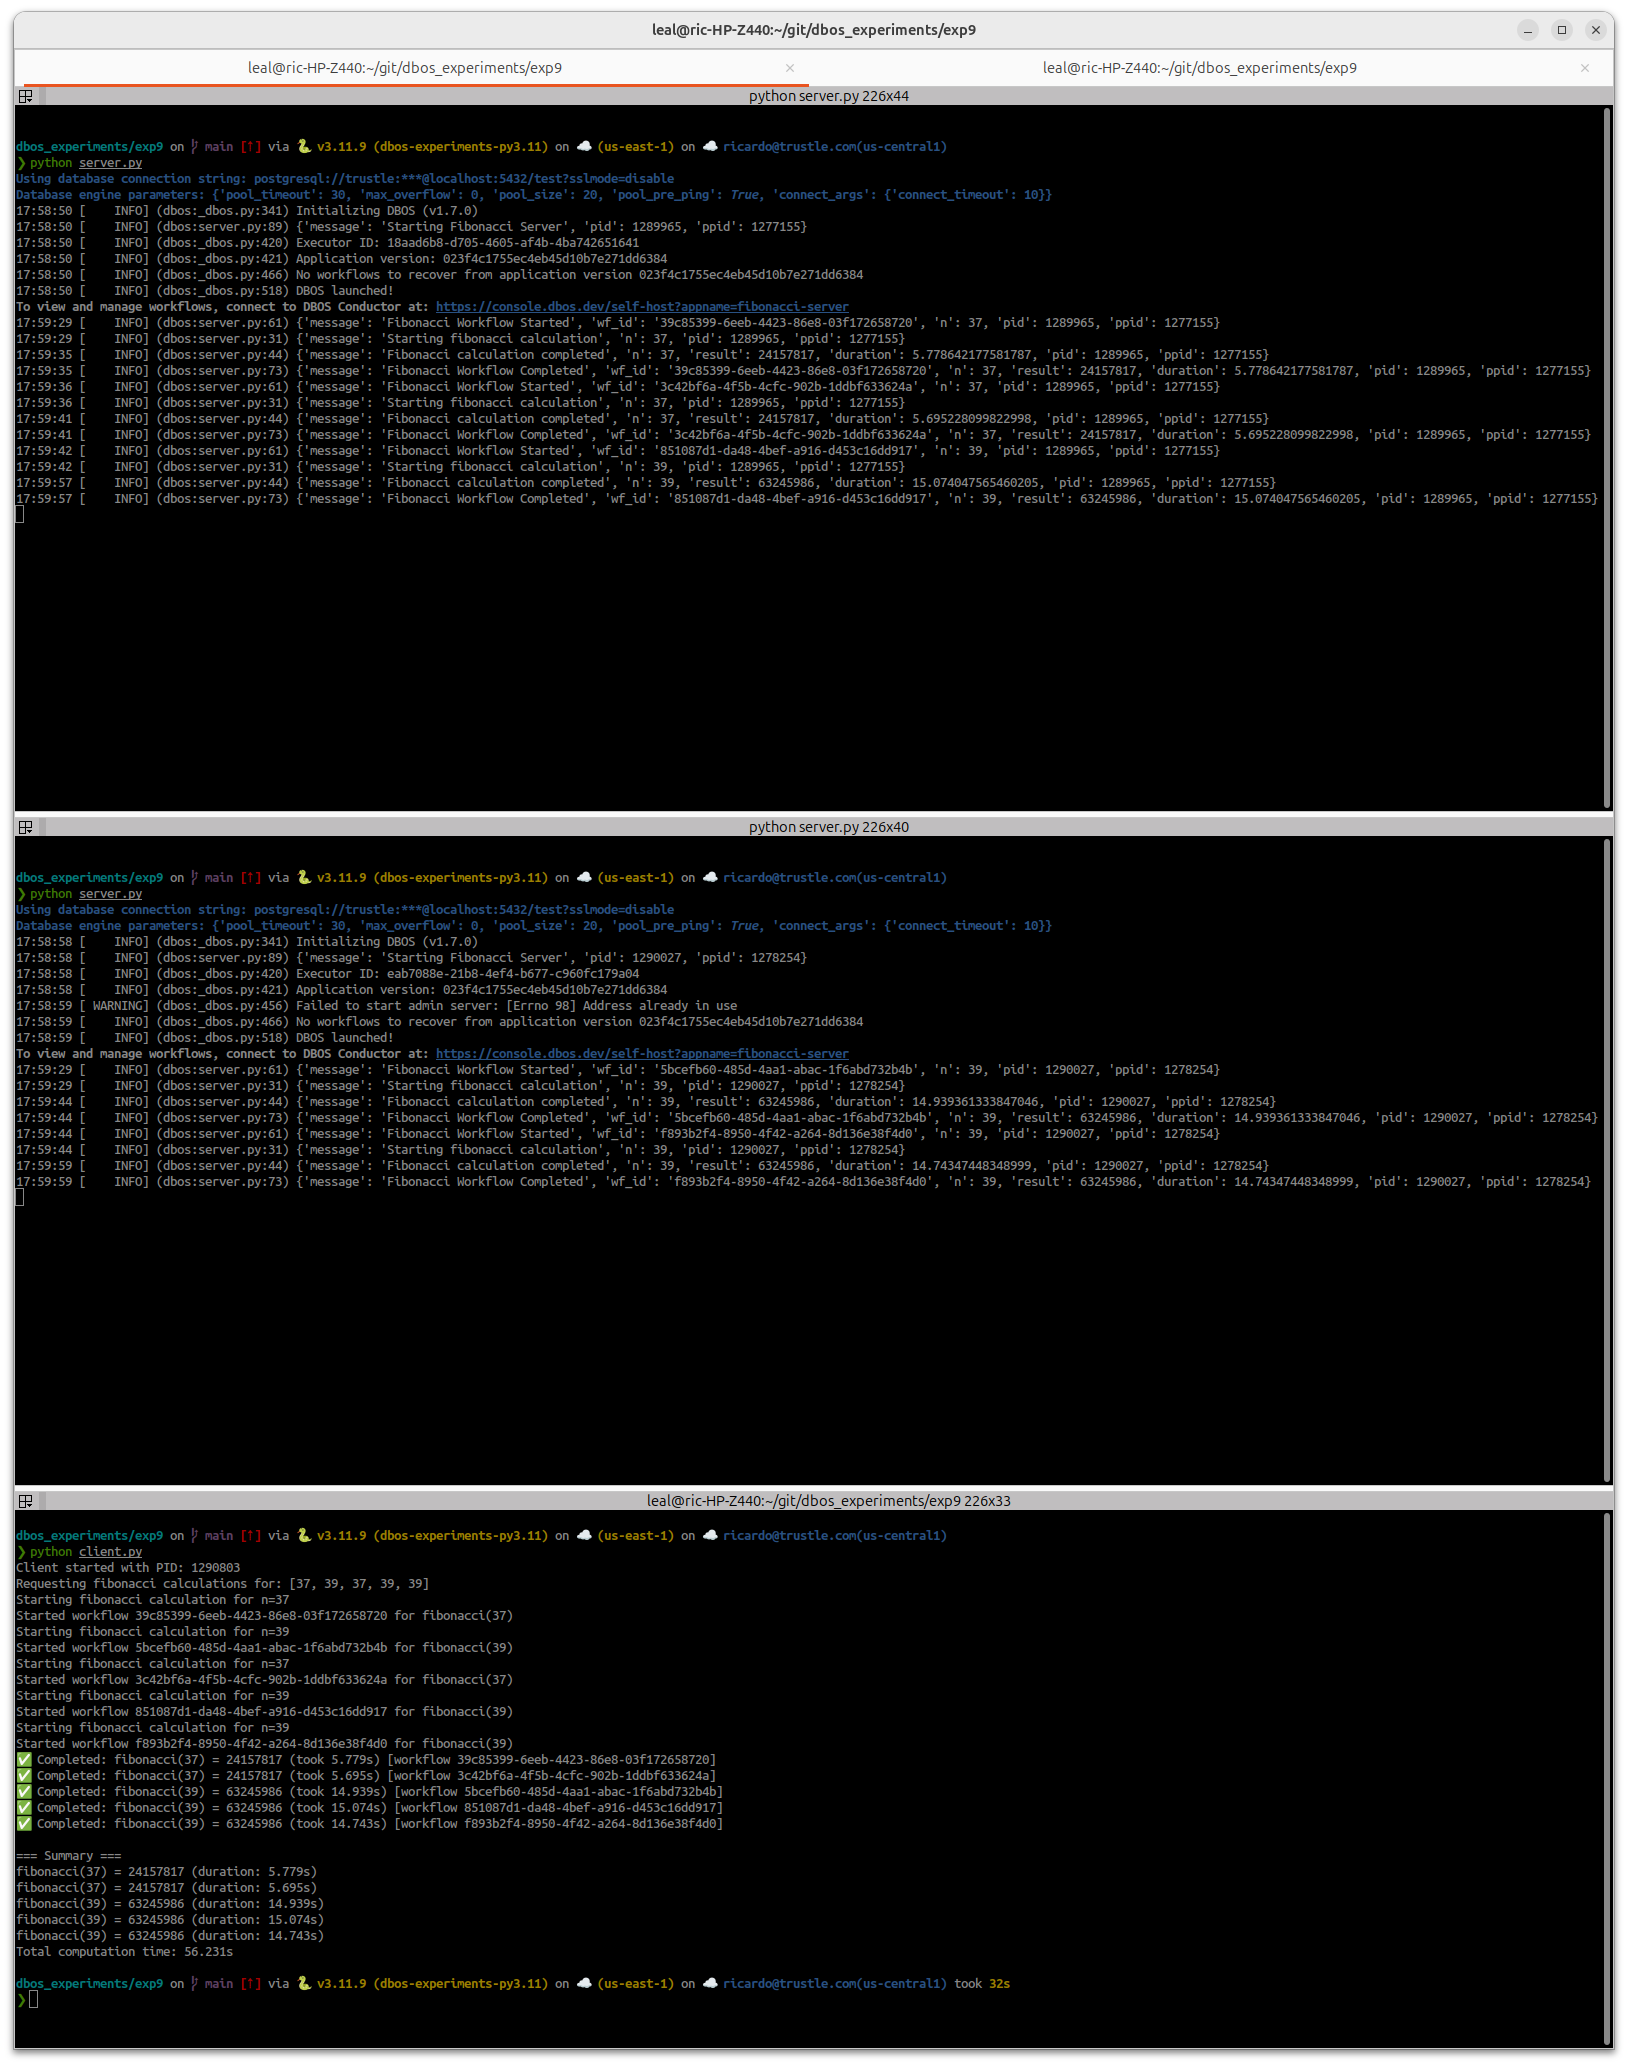 leal@ric-HP-Z440:~/git/dbos_experiments/exp9
leal@ric-HP-Z440:~/git/dbos_experiments/exp9 × leal@ric-HP-Z440:~/git/dbos_experiments/exp9 ×
python server.py 226x44
dbos_experiments/exp9 on main [↑] via 🐍 v3.11.9 (dbos-experiments-py3.11) on ☁️ (us-east-1) on ☁️ ricardo@trustle.com(us-central1)
❯ python server.py
Using database connection string: postgresql://trustle:***@localhost:5432/test?sslmode=disable
Database engine parameters: {'pool_timeout': 30, 'max_overflow': 0, 'pool_size': 20, 'pool_pre_ping': True, 'connect_args': {'connect_timeout': 10}}
17:58:50 [    INFO] (dbos:_dbos.py:341) Initializing DBOS (v1.7.0)
17:58:50 [    INFO] (dbos:server.py:89) {'message': 'Starting Fibonacci Server', 'pid': 1289965, 'ppid': 1277155}
17:58:50 [    INFO] (dbos:_dbos.py:420) Executor ID: 18aad6b8-d705-4605-af4b-4ba742651641
17:58:50 [    INFO] (dbos:_dbos.py:421) Application version: 023f4c1755ec4eb45d10b7e271dd6384
17:58:50 [    INFO] (dbos:_dbos.py:466) No workflows to recover from application version 023f4c1755ec4eb45d10b7e271dd6384
17:58:50 [    INFO] (dbos:_dbos.py:518) DBOS launched!
To view and manage workflows, connect to DBOS Conductor at: https://console.dbos.dev/self-host?appname=fibonacci-server
17:59:29 [    INFO] (dbos:server.py:61) {'message': 'Fibonacci Workflow Started', 'wf_id': '39c85399-6eeb-4423-86e8-03f172658720', 'n': 37, 'pid': 1289965, 'ppid': 1277155}
17:59:29 [    INFO] (dbos:server.py:31) {'message': 'Starting fibonacci calculation', 'n': 37, 'pid': 1289965, 'ppid': 1277155}
17:59:35 [    INFO] (dbos:server.py:44) {'message': 'Fibonacci calculation completed', 'n': 37, 'result': 24157817, 'duration': 5.778642177581787, 'pid': 1289965, 'ppid': 1277155}
17:59:35 [    INFO] (dbos:server.py:73) {'message': 'Fibonacci Workflow Completed', 'wf_id': '39c85399-6eeb-4423-86e8-03f172658720', 'n': 37, 'result': 24157817, 'duration': 5.778642177581787, 'pid': 1289965, 'ppid': 1277155}
17:59:36 [    INFO] (dbos:server.py:61) {'message': 'Fibonacci Workflow Started', 'wf_id': '3c42bf6a-4f5b-4cfc-902b-1ddbf633624a', 'n': 37, 'pid': 1289965, 'ppid': 1277155}
17:59:36 [    INFO] (dbos:server.py:31) {'message': 'Starting fibonacci calculation', 'n': 37, 'pid': 1289965, 'ppid': 1277155}
17:59:41 [    INFO] (dbos:server.py:44) {'message': 'Fibonacci calculation completed', 'n': 37, 'result': 24157817, 'duration': 5.695228099822998, 'pid': 1289965, 'ppid': 1277155}
17:59:41 [    INFO] (dbos:server.py:73) {'message': 'Fibonacci Workflow Completed', 'wf_id': '3c42bf6a-4f5b-4cfc-902b-1ddbf633624a', 'n': 37, 'result': 24157817, 'duration': 5.695228099822998, 'pid': 1289965, 'ppid': 1277155}
17:59:42 [    INFO] (dbos:server.py:61) {'message': 'Fibonacci Workflow Started', 'wf_id': '851087d1-da48-4bef-a916-d453c16dd917', 'n': 39, 'pid': 1289965, 'ppid': 1277155}
17:59:42 [    INFO] (dbos:server.py:31) {'message': 'Starting fibonacci calculation', 'n': 39, 'pid': 1289965, 'ppid': 1277155}
17:59:57 [    INFO] (dbos:server.py:44) {'message': 'Fibonacci calculation completed', 'n': 39, 'result': 63245986, 'duration': 15.074047565460205, 'pid': 1289965, 'ppid': 1277155}
17:59:57 [    INFO] (dbos:server.py:73) {'message': 'Fibonacci Workflow Completed', 'wf_id': '851087d1-da48-4bef-a916-d453c16dd917', 'n': 39, 'result': 63245986, 'duration': 15.074047565460205, 'pid': 1289965, 'ppid': 1277155}
python server.py 226x40
dbos_experiments/exp9 on main [↑] via 🐍 v3.11.9 (dbos-experiments-py3.11) on ☁️ (us-east-1) on ☁️ ricardo@trustle.com(us-central1)
❯ python server.py
Using database connection string: postgresql://trustle:***@localhost:5432/test?sslmode=disable
Database engine parameters: {'pool_timeout': 30, 'max_overflow': 0, 'pool_size': 20, 'pool_pre_ping': True, 'connect_args': {'connect_timeout': 10}}
17:58:58 [    INFO] (dbos:_dbos.py:341) Initializing DBOS (v1.7.0)
17:58:58 [    INFO] (dbos:server.py:89) {'message': 'Starting Fibonacci Server', 'pid': 1290027, 'ppid': 1278254}
17:58:58 [    INFO] (dbos:_dbos.py:420) Executor ID: eab7088e-21b8-4ef4-b677-c960fc179a04
17:58:58 [    INFO] (dbos:_dbos.py:421) Application version: 023f4c1755ec4eb45d10b7e271dd6384
17:58:59 [ WARNING] (dbos:_dbos.py:456) Failed to start admin server: [Errno 98] Address already in use
17:58:59 [    INFO] (dbos:_dbos.py:466) No workflows to recover from application version 023f4c1755ec4eb45d10b7e271dd6384
17:58:59 [    INFO] (dbos:_dbos.py:518) DBOS launched!
To view and manage workflows, connect to DBOS Conductor at: https://console.dbos.dev/self-host?appname=fibonacci-server
17:59:29 [    INFO] (dbos:server.py:61) {'message': 'Fibonacci Workflow Started', 'wf_id': '5bcefb60-485d-4aa1-abac-1f6abd732b4b', 'n': 39, 'pid': 1290027, 'ppid': 1278254}
17:59:29 [    INFO] (dbos:server.py:31) {'message': 'Starting fibonacci calculation', 'n': 39, 'pid': 1290027, 'ppid': 1278254}
17:59:44 [    INFO] (dbos:server.py:44) {'message': 'Fibonacci calculation completed', 'n': 39, 'result': 63245986, 'duration': 14.939361333847046, 'pid': 1290027, 'ppid': 1278254}
17:59:44 [    INFO] (dbos:server.py:73) {'message': 'Fibonacci Workflow Completed', 'wf_id': '5bcefb60-485d-4aa1-abac-1f6abd732b4b', 'n': 39, 'result': 63245986, 'duration': 14.939361333847046, 'pid': 1290027, 'ppid': 1278254}
17:59:44 [    INFO] (dbos:server.py:61) {'message': 'Fibonacci Workflow Started', 'wf_id': 'f893b2f4-8950-4f42-a264-8d136e38f4d0', 'n': 39, 'pid': 1290027, 'ppid': 1278254}
17:59:44 [    INFO] (dbos:server.py:31) {'message': 'Starting fibonacci calculation', 'n': 39, 'pid': 1290027, 'ppid': 1278254}
17:59:59 [    INFO] (dbos:server.py:44) {'message': 'Fibonacci calculation completed', 'n': 39, 'result': 63245986, 'duration': 14.74347448348999, 'pid': 1290027, 'ppid': 1278254}
17:59:59 [    INFO] (dbos:server.py:73) {'message': 'Fibonacci Workflow Completed', 'wf_id': 'f893b2f4-8950-4f42-a264-8d136e38f4d0', 'n': 39, 'result': 63245986, 'duration': 14.74347448348999, 'pid': 1290027, 'ppid': 1278254}
leal@ric-HP-Z440:~/git/dbos_experiments/exp9 226x33
dbos_experiments/exp9 on main [↑] via 🐍 v3.11.9 (dbos-experiments-py3.11) on ☁️ (us-east-1) on ☁️ ricardo@trustle.com(us-central1)
❯ python client.py
Client started with PID: 1290803
Requesting fibonacci calculations for: [37, 39, 37, 39, 39]
Starting fibonacci calculation for n=37
Started workflow 39c85399-6eeb-4423-86e8-03f172658720 for fibonacci(37)
Starting fibonacci calculation for n=39
Started workflow 5bcefb60-485d-4aa1-abac-1f6abd732b4b for fibonacci(39)
Starting fibonacci calculation for n=37
Started workflow 3c42bf6a-4f5b-4cfc-902b-1ddbf633624a for fibonacci(37)
Starting fibonacci calculation for n=39
Started workflow 851087d1-da48-4bef-a916-d453c16dd917 for fibonacci(39)
Starting fibonacci calculation for n=39
Started workflow f893b2f4-8950-4f42-a264-8d136e38f4d0 for fibonacci(39)
✅ Completed: fibonacci(37) = 24157817 (took 5.779s) [workflow 39c85399-6eeb-4423-86e8-03f172658720]
✅ Completed: fibonacci(37) = 24157817 (took 5.695s) [workflow 3c42bf6a-4f5b-4cfc-902b-1ddbf633624a]
✅ Completed: fibonacci(39) = 63245986 (took 14.939s) [workflow 5bcefb60-485d-4aa1-abac-1f6abd732b4b]
✅ Completed: fibonacci(39) = 63245986 (took 15.074s) [workflow 851087d1-da48-4bef-a916-d453c16dd917]
✅ Completed: fibonacci(39) = 63245986 (took 14.743s) [workflow f893b2f4-8950-4f42-a264-8d136e38f4d0]
=== Summary ===
fibonacci(37) = 24157817 (duration: 5.779s)
fibonacci(37) = 24157817 (duration: 5.695s)
fibonacci(39) = 63245986 (duration: 14.939s)
fibonacci(39) = 63245986 (duration: 15.074s)
fibonacci(39) = 63245986 (duration: 14.743s)
Total computation time: 56.231s
dbos_experiments/exp9 on main [↑] via 🐍 v3.11.9 (dbos-experiments-py3.11) on ☁️ (us-east-1) on ☁️ ricardo@trustle.com(us-central1) took 32s
❯